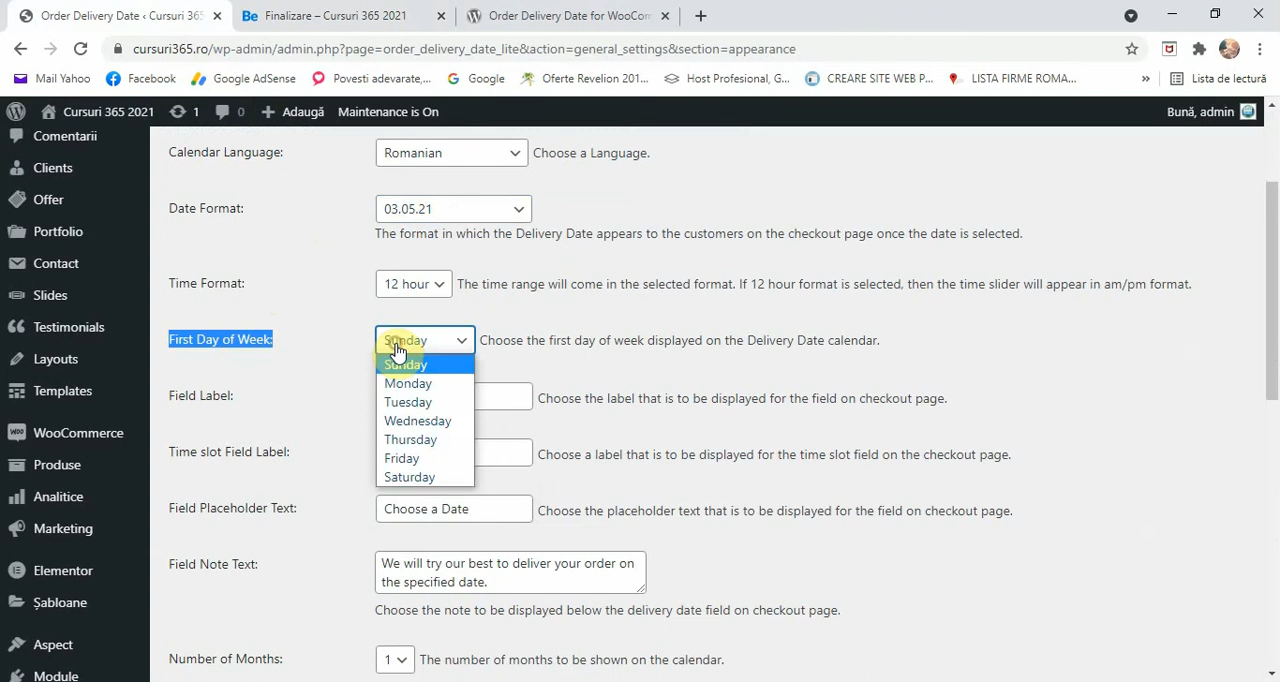 Order Delivery Date ‹ Cursuri 365
Be Finalizare – Cursuri 365 2021
Order Delivery Date for WooCom
cursuri365.ro/wp-admin/admin.php?page=order_delivery_date_lite&action=general_settings&section=appearance
Mail Yahoo
Facebook
Google AdSense
Povesti adevarate,...
Google
Oferte Revelion 201...
Host Profesional, G...
CREARE SITE WEB P...
LISTA FIRME ROMA...
»
Lista de lectură
Cursuri 365 2021
1
0
Adaugă
Maintenance is On
Bună, admin
Comentarii
Clients
Offer
Portfolio
Contact
Slides
Testimonials
Layouts
Templates
WooCommerce
Produse
Analitice
Marketing
Elementor
Șabloane
Aspect
Module
Calendar Language:
Romanian
Choose a Language.
Date Format:
03.05.21
The format in which the Delivery Date appears to the customers on the checkout page once the date is selected.
Time Format:
12 hour
The time range will come in the selected format. If 12 hour format is selected, then the time slider will appear in am/pm format.
First Day of Week:
Sunday
Choose the first day of week displayed on the Delivery Date calendar.
Sunday
Monday
Tuesday
Wednesday
Thursday
Friday
Saturday
Field Label:
Choose the label that is to be displayed for the field on checkout page.
Time slot Field Label:
Choose a label that is to be displayed for the time slot field on the checkout page.
Field Placeholder Text:
Choose a Date
Choose the placeholder text that is to be displayed for the field on checkout page.
Field Note Text:
We will try our best to deliver your order on
the specified date.
Choose the note to be displayed below the delivery date field on checkout page.
Number of Months:
1
The number of months to be shown on the calendar.